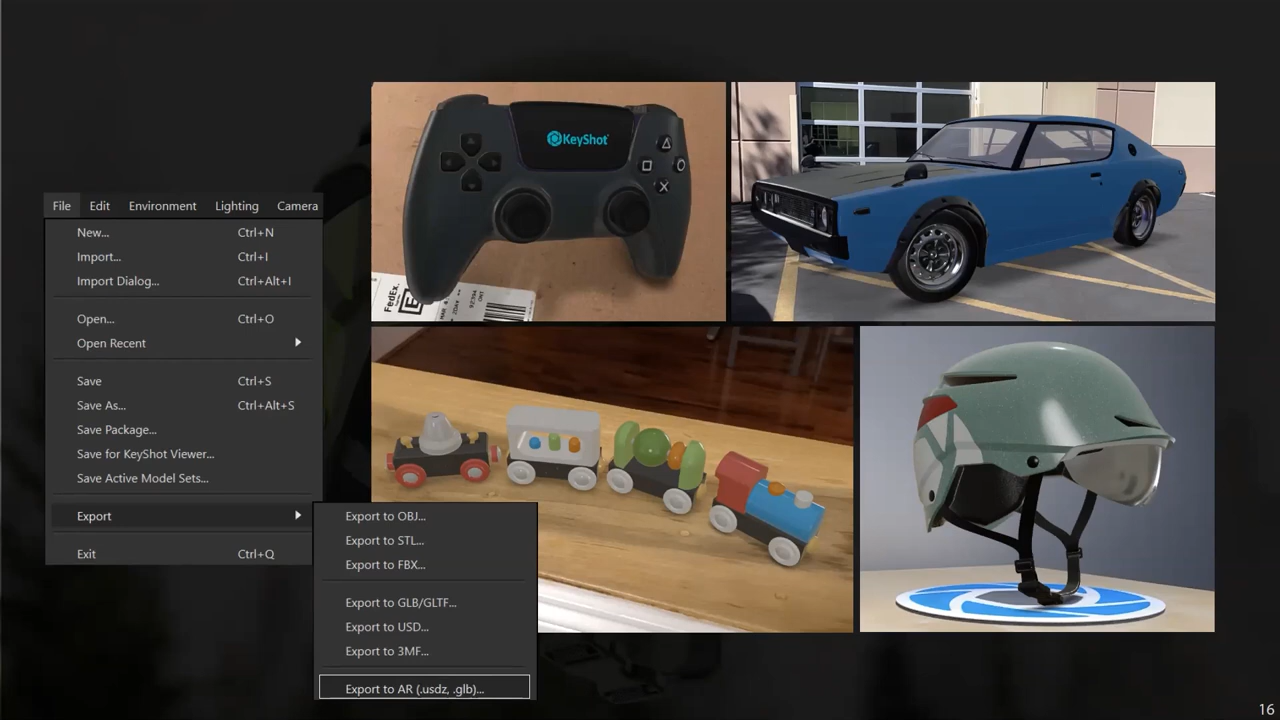 File Edit Environment Lighting Camera
New... Ctrl+N
Import... Ctrl+I
Import Dialog... Ctrl+Alt+I
Open... Ctrl+O
Open Recent
Save Ctrl+S
Save As... Ctrl+Alt+S
Save Package...
Save for KeyShot Viewer...
Save Active Model Sets...
Export
Exit Ctrl+Q
Export to OBJ...
Export to STL...
Export to FBX...
Export to GLB/GLTF...
Export to USD...
Export to 3MF...
Export to AR (.usdz, .glb)...
KeyShot
FedEx
E
16